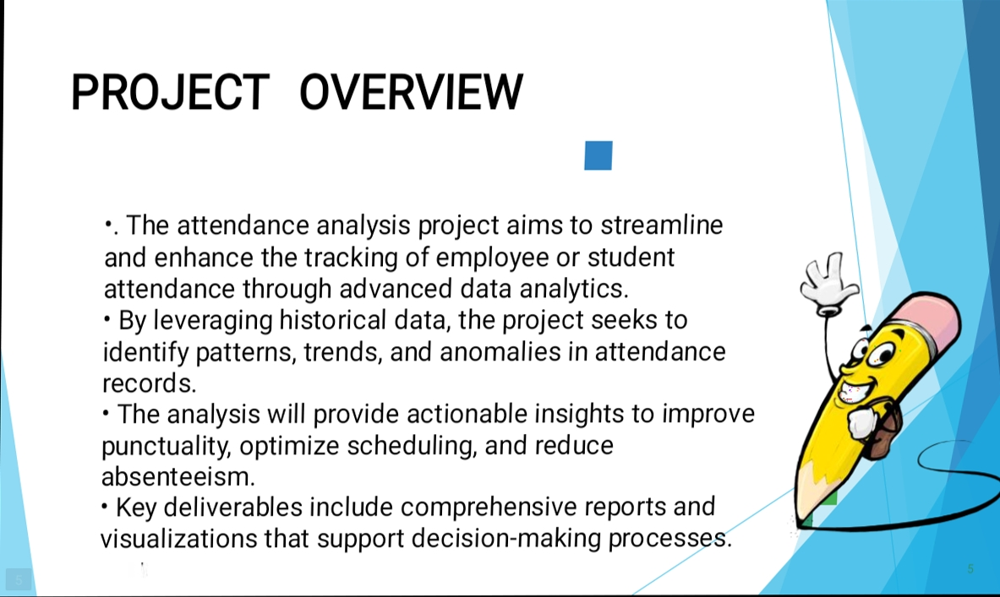 PROJECT OVERVIEW
•. The attendance analysis project aims to streamline
and enhance the tracking of employee or student
attendance through advanced data analytics.
• By leveraging historical data, the project seeks to
identify patterns, trends, and anomalies in attendance
records.
• The analysis will provide actionable insights to improve
punctuality, optimize scheduling, and reduce
absenteeism.
• Key deliverables include comprehensive reports and
visualizations that support decision-making processes.
5
5